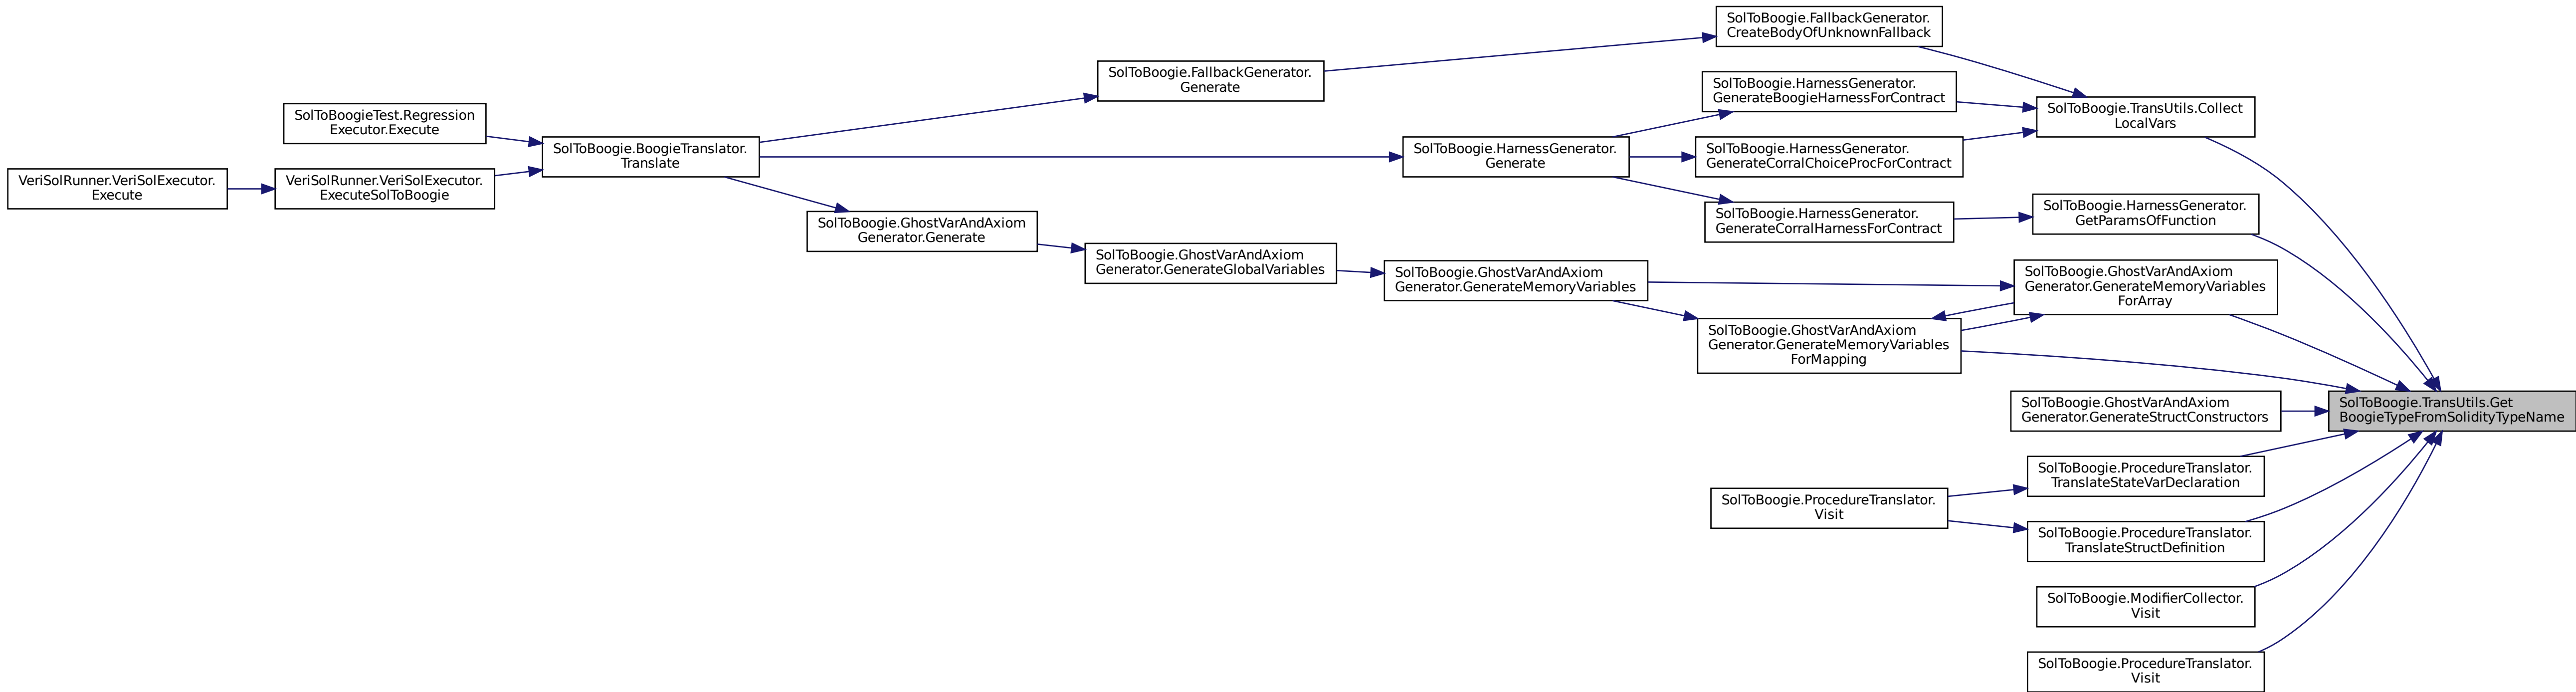 SolToBoogie.FallbackGenerator.
CreateBodyOfUnknownFallback
SolToBoogie.FallbackGenerator.
Generate
SolToBoogie.HarnessGenerator.
GenerateBoogieHarnessForContract
SolToBoogie.TransUtils.Collect
LocalVars
SolToBoogieTest.Regression
Executor.Execute
SolToBoogie.BoogieTranslator.
Translate
SolToBoogie.HarnessGenerator.
Generate
SolToBoogie.HarnessGenerator.
GenerateCorralChoiceProcForContract
VeriSolRunner.VeriSolExecutor.
Execute
VeriSolRunner.VeriSolExecutor.
ExecuteSolToBoogie
SolToBoogie.HarnessGenerator.
GenerateCorralHarnessForContract
SolToBoogie.HarnessGenerator.
GetParamsOfFunction
SolToBoogie.GhostVarAndAxiom
Generator.Generate
SolToBoogie.GhostVarAndAxiom
Generator.GenerateGlobalVariables
SolToBoogie.GhostVarAndAxiom
Generator.GenerateMemoryVariables
SolToBoogie.GhostVarAndAxiom
Generator.GenerateMemoryVariables
ForArray
SolToBoogie.GhostVarAndAxiom
Generator.GenerateMemoryVariables
ForMapping
SolToBoogie.GhostVarAndAxiom
Generator.GenerateStructConstructors
SolToBoogie.TransUtils.Get
BoogieTypeFromSolidityTypeName
SolToBoogie.ProcedureTranslator.
TranslateStateVarDeclaration
SolToBoogie.ProcedureTranslator.
Visit
SolToBoogie.ProcedureTranslator.
TranslateStructDefinition
SolToBoogie.ModifierCollector.
Visit
SolToBoogie.ProcedureTranslator.
Visit